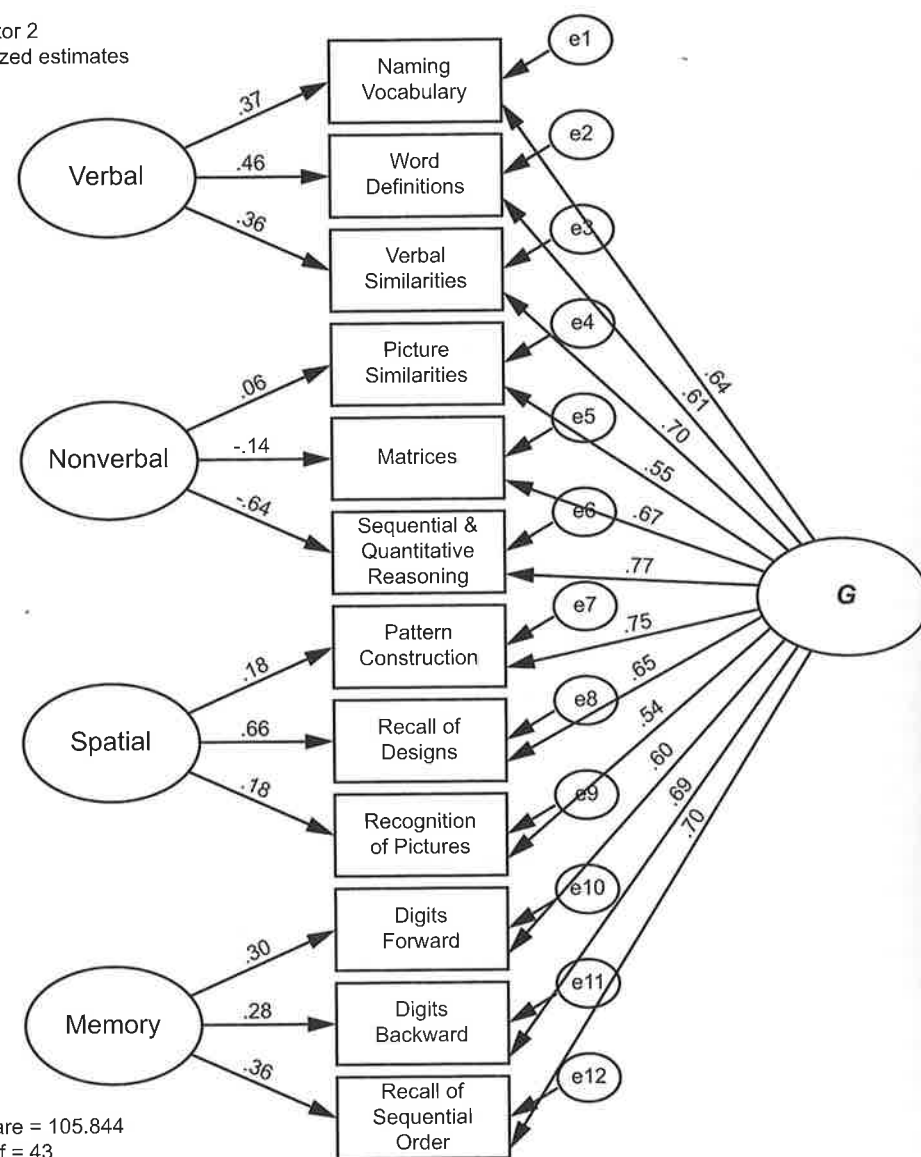 tor 2
zed estimates
e1
Naming
Vocabulary
.37
e2
Verbal
.46
Word
Definitions
.36
e3
Verbal
Similarities
e4
Picture
Similarities
.64
.06
.61
.70
e5
Nonverbal
-.14
Matrices
.55
-.64
e6
.67
Sequential &
Quantitative
Reasoning
.77
G
e7
Pattern
Construction
.75
.18
.65
e8
Spatial
.66
Recall of
Designs
.54
.18
.60
e9
.69
Recognition
of Pictures
.70
e10
Digits
Forward
.30
e11
Memory
.28
Digits
Backward
.36
e12
Recall of
Sequential
Order
are = 105.844
f = 43